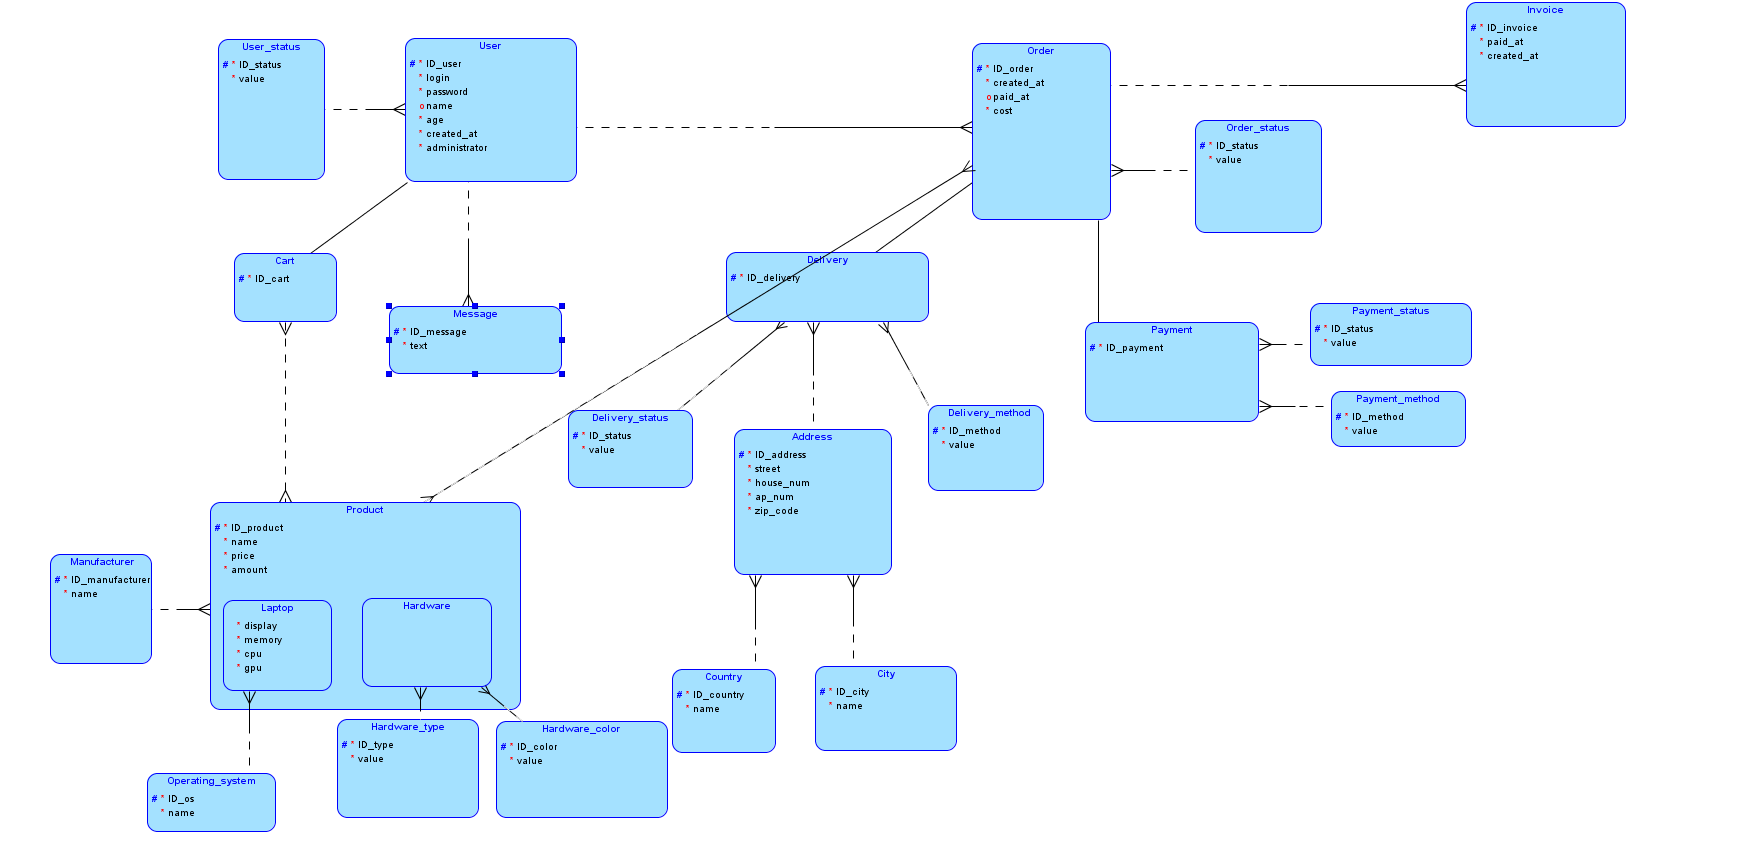 Invoice
# * ID_invoice
* paid_at
* created_at
User_status
# * ID_status
* value
User
# * ID_user
* login
* password
o name
* age
* created_at
* administrator
Order
# * ID_order
* created_at
o paid_at
* cost
Order_status
# * ID_status
* value
Cart
# * ID_cart
Message
# * ID_message
* text
Delivery
# * ID_delivery
Payment
# * ID_payment
Payment_status
# * ID_status
* value
Payment_method
# * ID_method
* value
Delivery_status
# * ID_status
* value
Address
# * ID_address
* street
* house_num
* ap_num
* zip_code
Delivery_method
# * ID_method
* value
Product
# * ID_product
* name
* price
* amount
Manufacturer
# * ID_manufacturer
* name
Laptop
* display
* memory
* cpu
* gpu
Hardware
Country
# * ID_country
* name
City
# * ID_city
* name
Hardware_type
# * ID_type
* value
Hardware_color
# * ID_color
* value
Operating_system
# * ID_os
* name